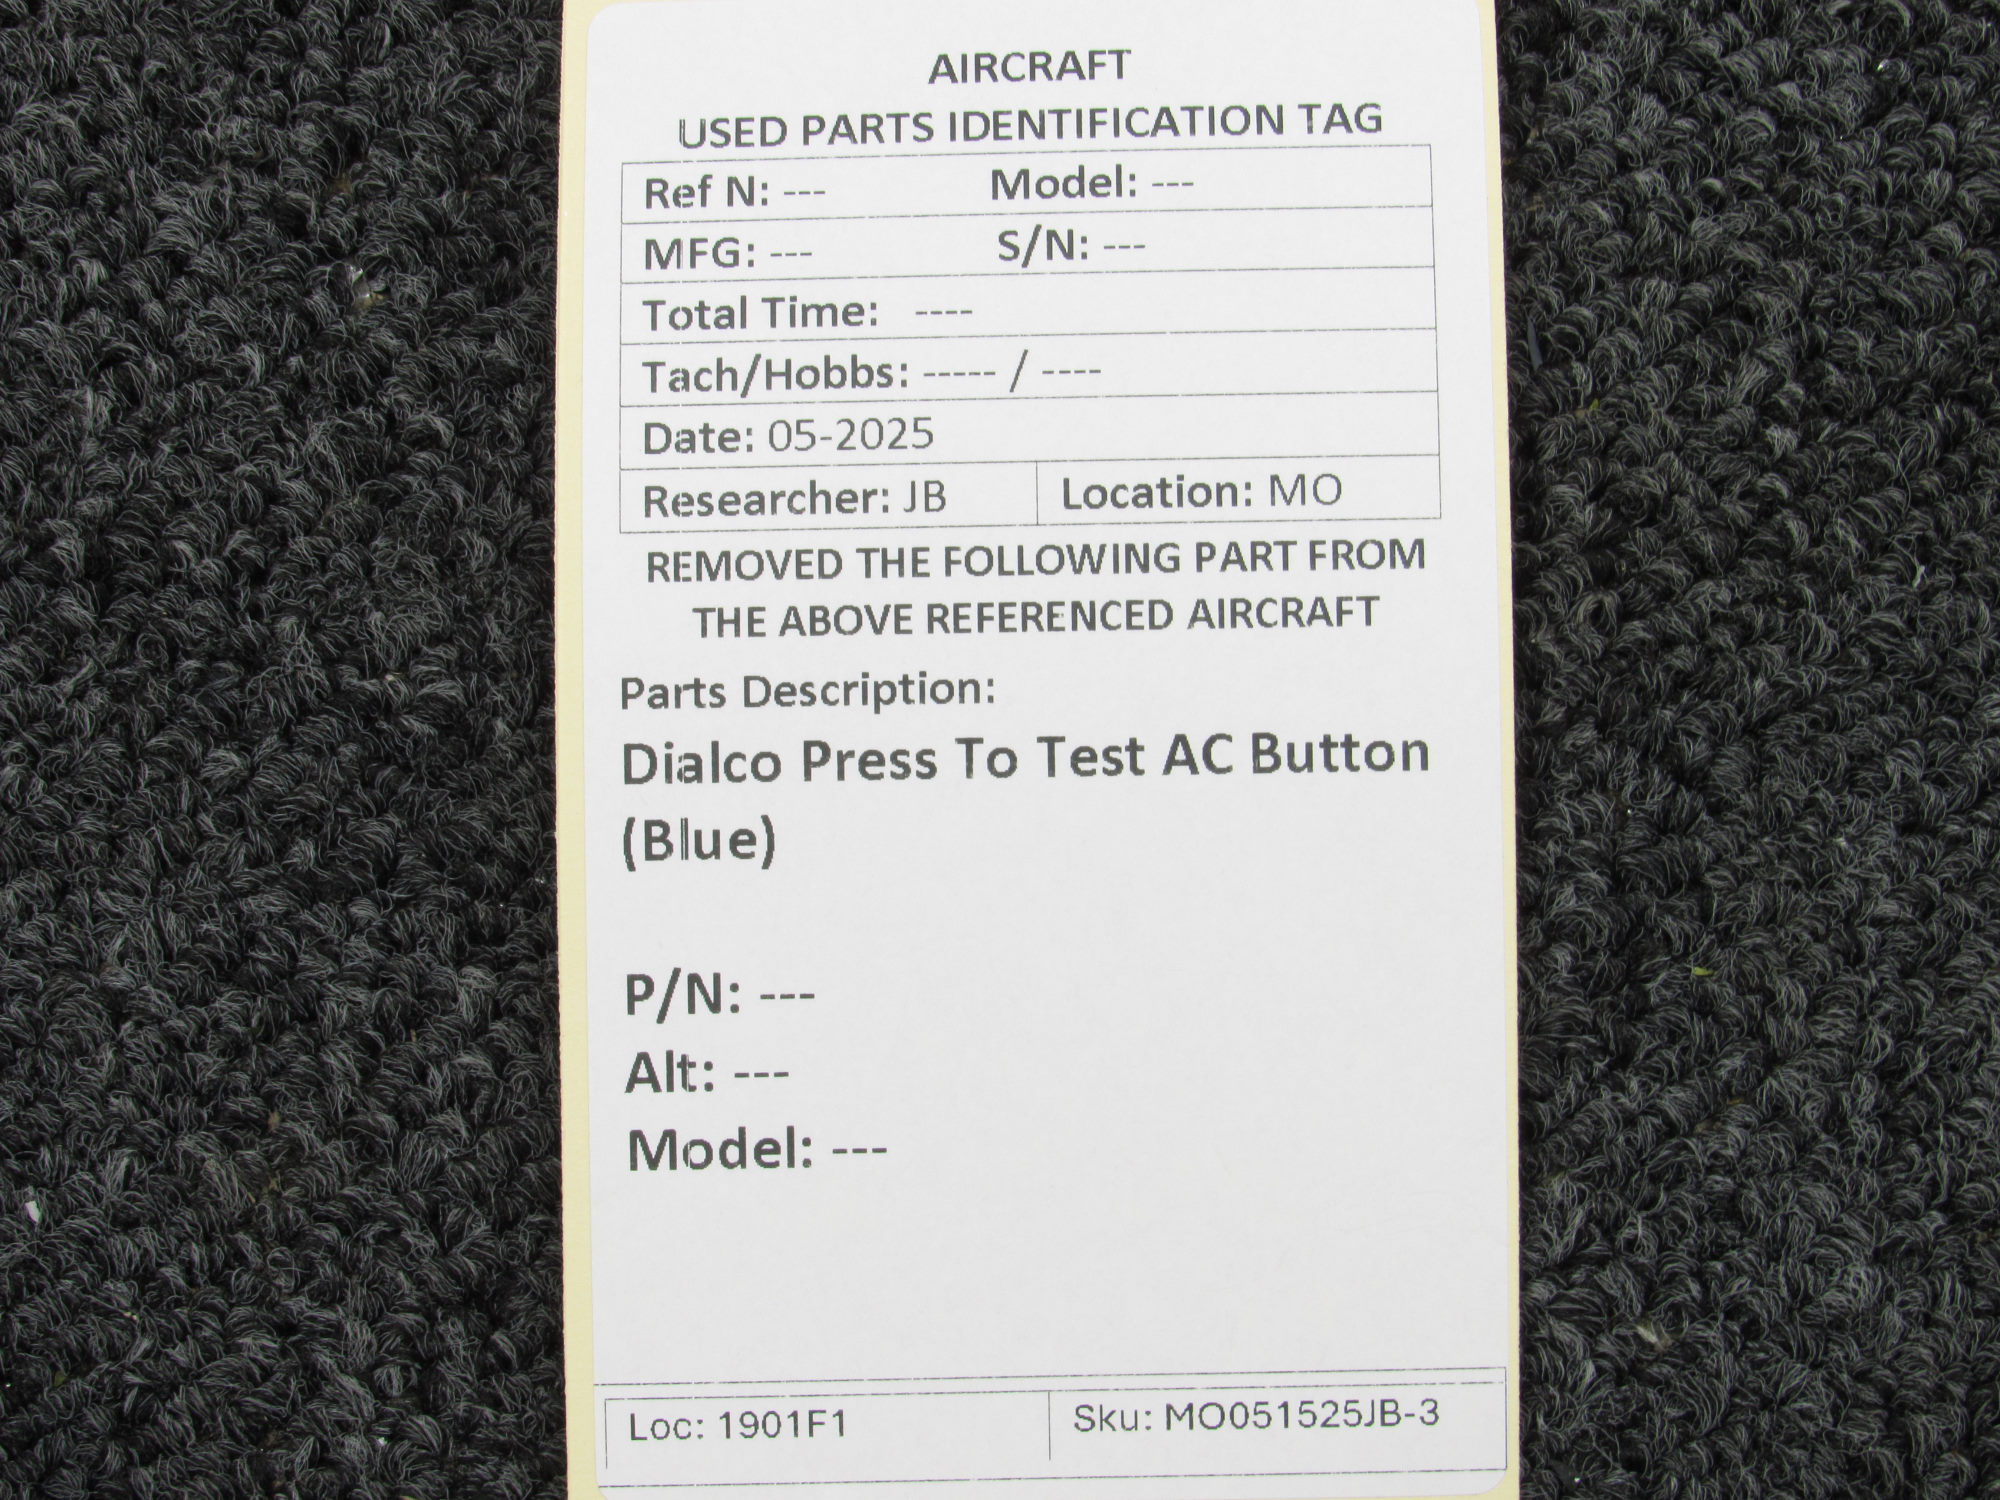 AIRCRAFT
USED PARTS IDENTIFICATION TAG
Ref N: --- Model: ---
MFG: --- S/N: ---
Total Time: ----
Tach/Hobbs: ----- / ----
Date: 05-2025
Researcher: JB Location: MO
REMOVED THE FOLLOWING PART FROM
THE ABOVE REFERENCED AIRCRAFT
Parts Description:
Dialco Press To Test AC Button
(Blue)
P/N: ---
Alt: ---
Model: ---
Loc: 1901F1 Sku: MO051525JB-3